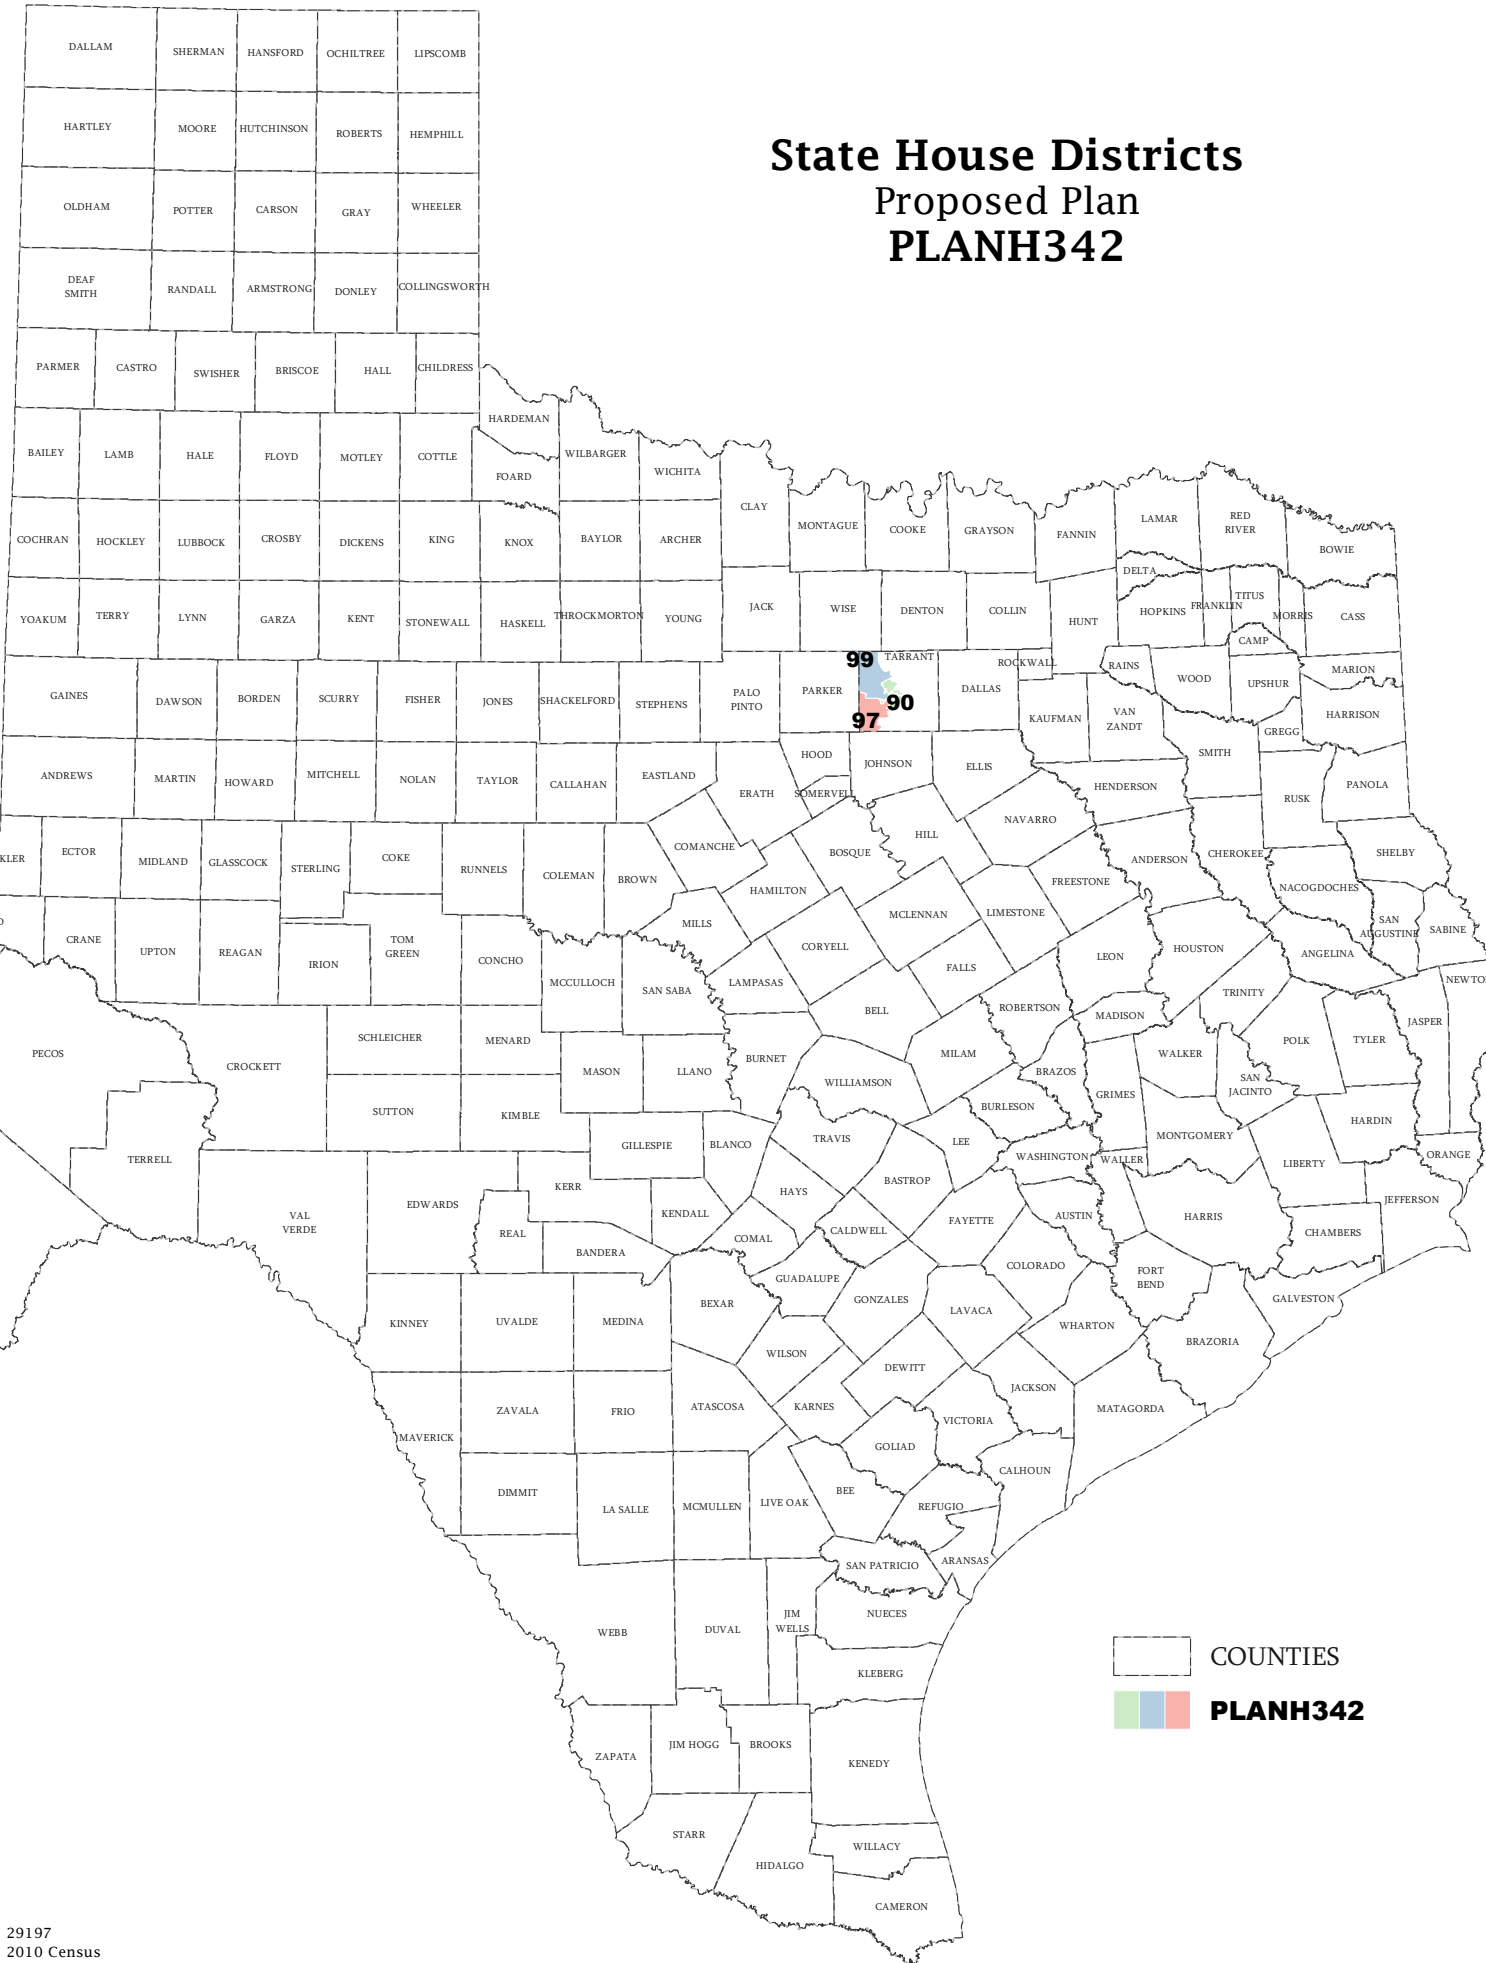 State House Districts
Proposed Plan
PLANH342
DALLAM
SHERMAN
HANSFORD
OCHILTREE
LIPSCOMB
HARTLEY
MOORE
HUTCHINSON
ROBERTS
HEMPHILL
OLDHAM
POTTER
CARSON
GRAY
WHEELER
DEAF
SMITH
RANDALL
ARMSTRONG
DONLEY
COLLINGSWORTH
PARMER
CASTRO
SWISHER
BRISCOE
HALL
CHILDRESS
HARDEMAN
BAILEY
LAMB
HALE
FLOYD
MOTLEY
COTTLE
FOARD
WILBARGER
WICHITA
CLAY
MONTAGUE
COOKE
GRAYSON
FANNIN
LAMAR
RED
RIVER
BOWIE
COCHRAN
HOCKLEY
LUBBOCK
CROSBY
DICKENS
KING
KNOX
BAYLOR
ARCHER
DELTA
YOAKUM
TERRY
LYNN
GARZA
KENT
STONEWALL
HASKELL
THROCKMORTON
YOUNG
JACK
WISE
DENTON
COLLIN
HUNT
HOPKINS
FRANKLIN
TITUS
MORRIS
CASS
CAMP
99
TARRANT
ROCKWALL
RAINS
WOOD
UPSHUR
MARION
GAINES
DAWSON
BORDEN
SCURRY
FISHER
JONES
SHACKELFORD
STEPHENS
PALO
PINTO
PARKER
90
97
DALLAS
KAUFMAN
VAN
ZANDT
GREGG
HARRISON
SMITH
ANDREWS
MARTIN
HOWARD
MITCHELL
NOLAN
TAYLOR
CALLAHAN
EASTLAND
HOOD
JOHNSON
ELLIS
ERATH
SOMERVELL
HENDERSON
RUSK
PANOLA
NAVARRO
HILL
KLER
ECTOR
MIDLAND
GLASSCOCK
STERLING
COKE
RUNNELS
COLEMAN
BROWN
COMANCHE
BOSQUE
HAMILTON
FREESTONE
ANDERSON
CHEROKEE
SHELBY
NACOGDOCHES
CRANE
UPTON
REAGAN
IRION
TOM
GREEN
CONCHO
MCCULLOCH
SAN SABA
MILLS
LAMPASAS
CORYELL
MCLENNAN
LIMESTONE
FALLS
LEON
HOUSTON
ANGELINA
SAN
AUGUSTINE
SABINE
NEWTO
TRINITY
PECOS
CROCKETT
SCHLEICHER
MENARD
MASON
LLANO
BURNET
BELL
MILAM
ROBERTSON
MADISON
WALKER
POLK
TYLER
JASPER
SUTTON
KIMBLE
WILLIAMSON
BRAZOS
BURLESON
GRIMES
SAN
JACINTO
HARDIN
TERRELL
GILLESPIE
BLANCO
TRAVIS
LEE
WASHINGTON
WALLER
MONTGOMERY
LIBERTY
ORANGE
VAL
VERDE
EDWARDS
KERR
REAL
BANDERA
KENDALL
HAYS
COMAL
BASTROP
CALDWELL
FAYETTE
AUSTIN
HARRIS
JEFFERSON
CHAMBERS
KINNEY
UVALDE
MEDINA
BEXAR
GUADALUPE
GONZALES
LAVACA
COLORADO
FORT
BEND
GALVESTON
WHARTON
BRAZORIA
WILSON
DEWITT
JACKSON
MATAGORDA
MAVERICK
ZAVALA
FRIO
ATASCOSA
KARNES
VICTORIA
GOLIAD
CALHOUN
DIMMIT
LA SALLE
MCMULLEN
LIVE OAK
BEE
REFUGIO
SAN PATRICIO
ARANSAS
WEBB
DUVAL
JIM
WELLS
NUECES
KLEBERG
ZAPATA
JIM HOGG
BROOKS
KENEDY
STARR
HIDALGO
WILLACY
CAMERON
COUNTIES
PLANH342
29197
2010 Census